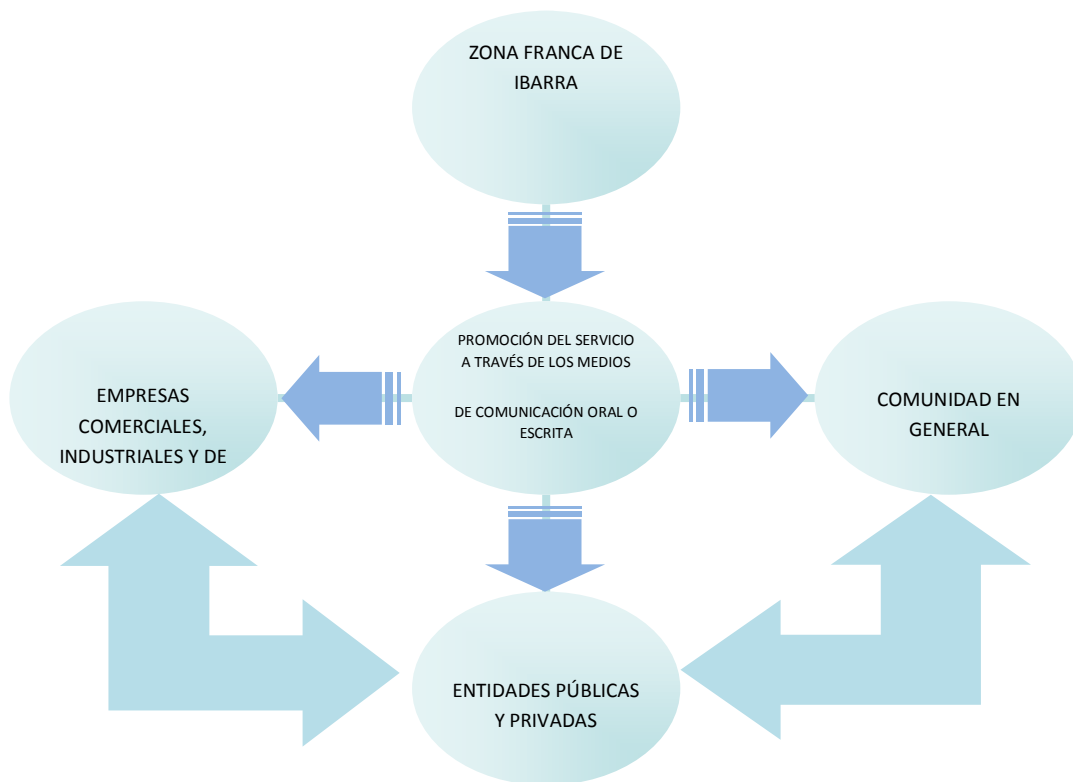 ZONA FRANCA DE
IBARRA
PROMOCIÓN DEL SERVICIO
A TRAVÉS DE LOS MEDIOS
DE COMUNICACIÓN ORAL O
ESCRITA
EMPRESAS
COMERCIALES,
INDUSTRIALES Y DE
COMUNIDAD EN
GENERAL
ENTIDADES PÚBLICAS
Y PRIVADAS